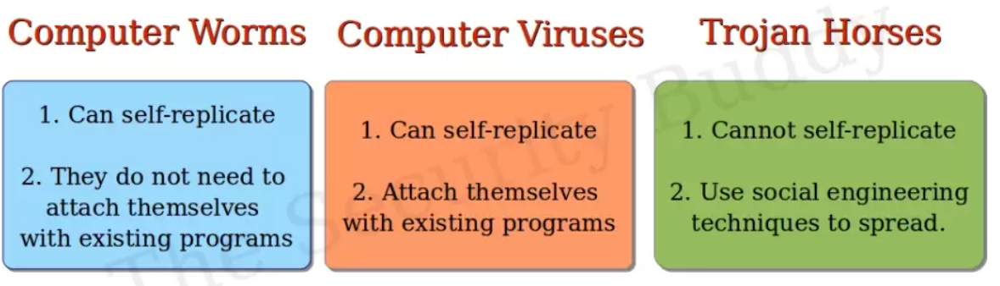 Computer Worms
Computer Viruses
Trojan Horses
1. Can self-replicate
2. They do not need to
attach themselves
with existing programs
1. Can self-replicate
2. Attach themselves
with existing programs
1. Cannot self-replicate
2. Use social engineering
techniques to spread.
The Security Buddy